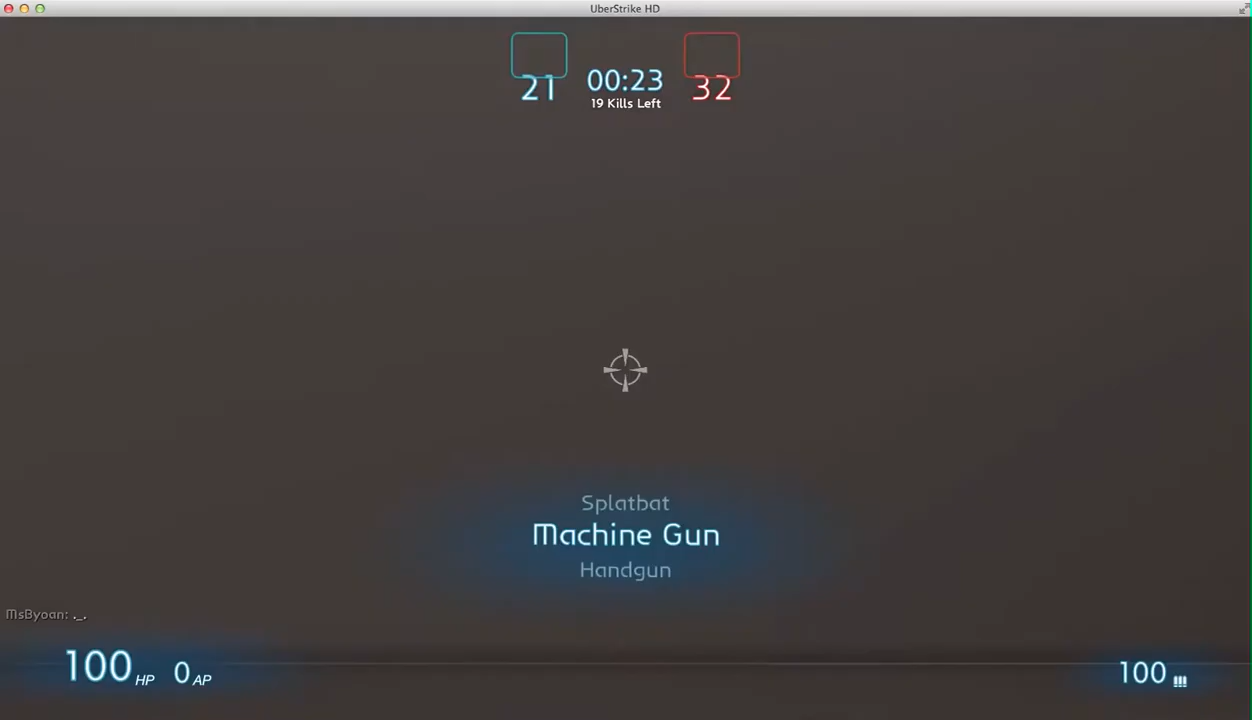 UberStrike HD
21
00:23
32
19 Kills Left
Splatbat
Machine Gun
Handgun
MsByoan: ._.
100 HP 0 AP
100